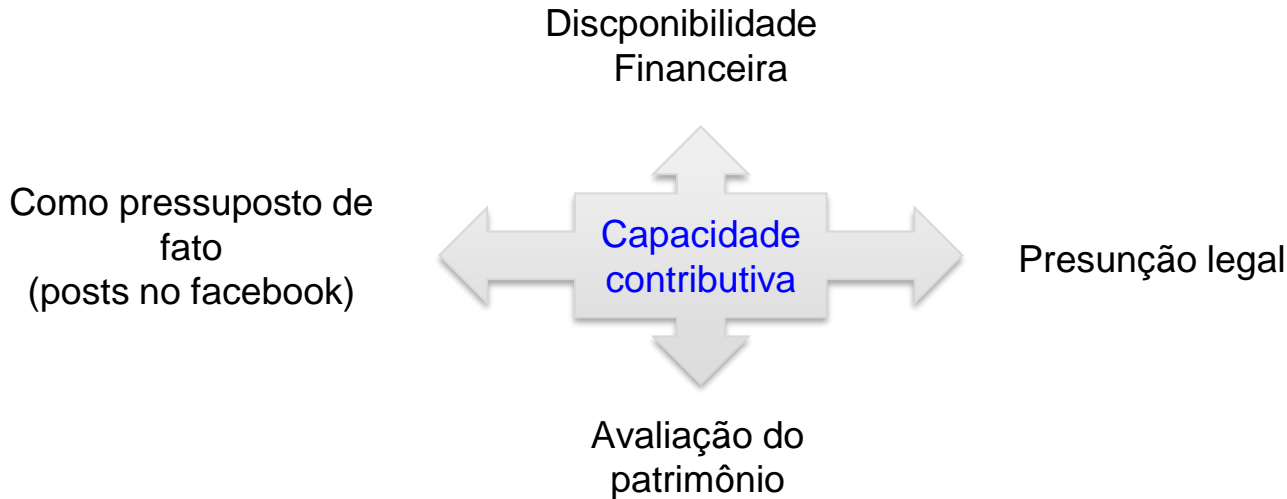 Discponibilidade
Financeira
Como pressuposto de
fato
(posts no facebook)
Capacidade
contributiva
Presunção legal
Avaliação do
patrimônio